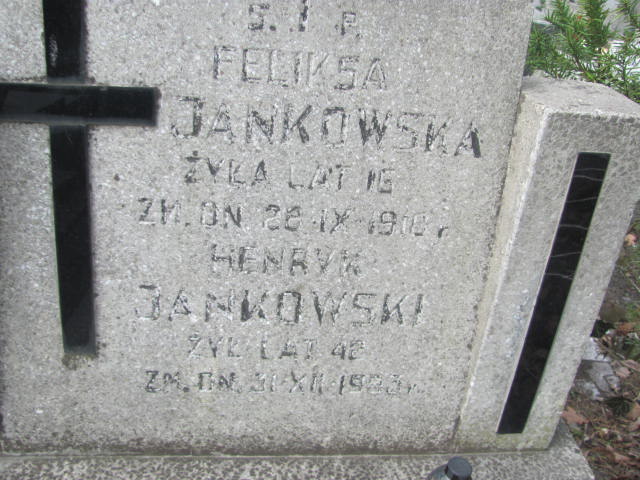 Ś. † P.
FELIKSA
JANKOWSKA
ŻYŁA LAT 16
ZM. DN. 28-IX-1910 r.
HENRYK
JANKOWSKI
ŻYŁ LAT 42
ZM. DN. 31-XII-1953 r.